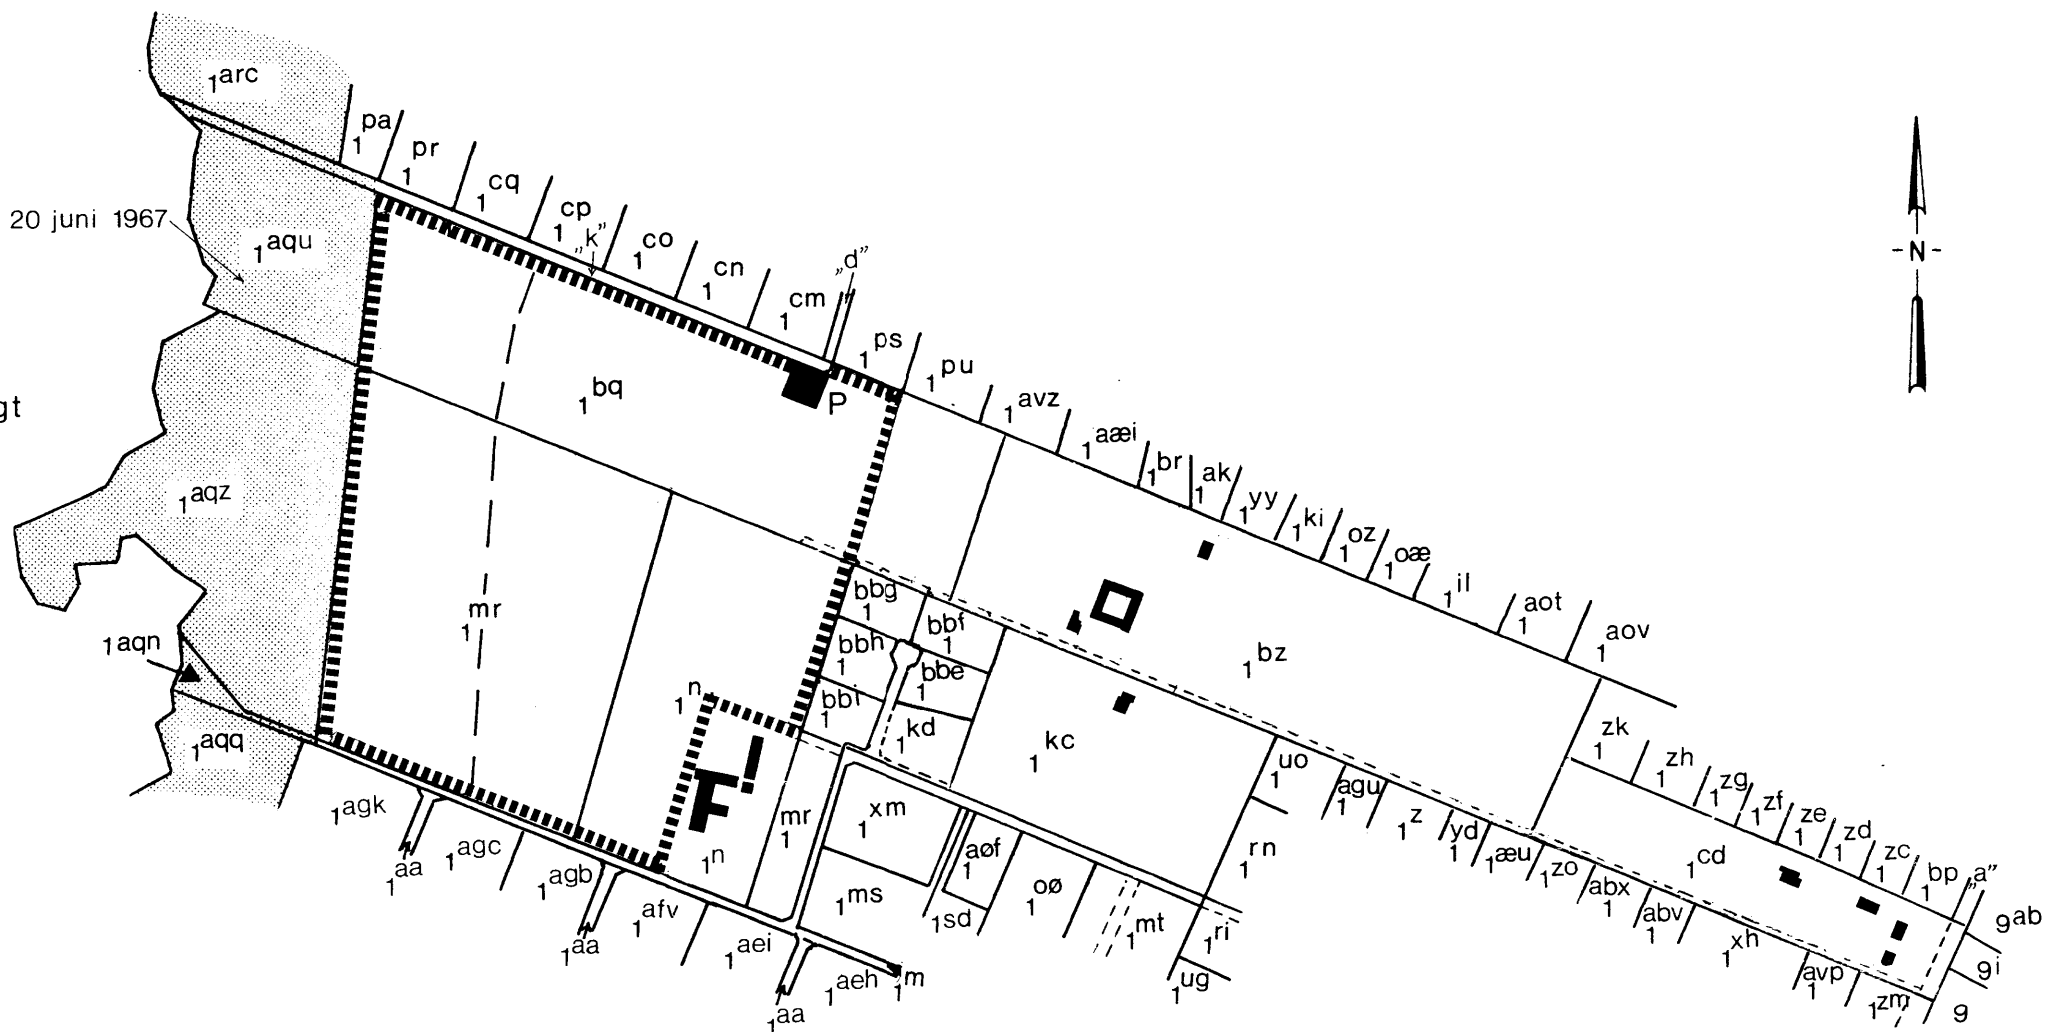 1arc
1pa
1pr
1cq
1cp
„k”
1co
1cn
1cm
„d”
1ps
1pu
1avz
1aæi
1br
1ak
1yy
1ki
1oz
1oæ
1il
1aot
1aov
- N -
20 juni 1967
1aqu
gt
1bq
P
1aqz
1mr
1aqn
1aqq
1n
1bbg
1bbf
1bbh
1bbe
1bbi
1kd
1kc
1bz
1zk
1zh
1zg
1zf
1ze
1zd
1zc
1bp
„a”
9ab
9i
9
1cd
1uo
1agu
1z
1yd
1æu
1zo
1abx
1abv
1xh
1avp
1zm
1rn
1ri
1ug
1mt
1oø
1aøf
1sd
1xm
1ms
1mr
1n
1agk
1aa
1agc
1agb
1aa
1afv
1aei
1aa
1aeh
1m